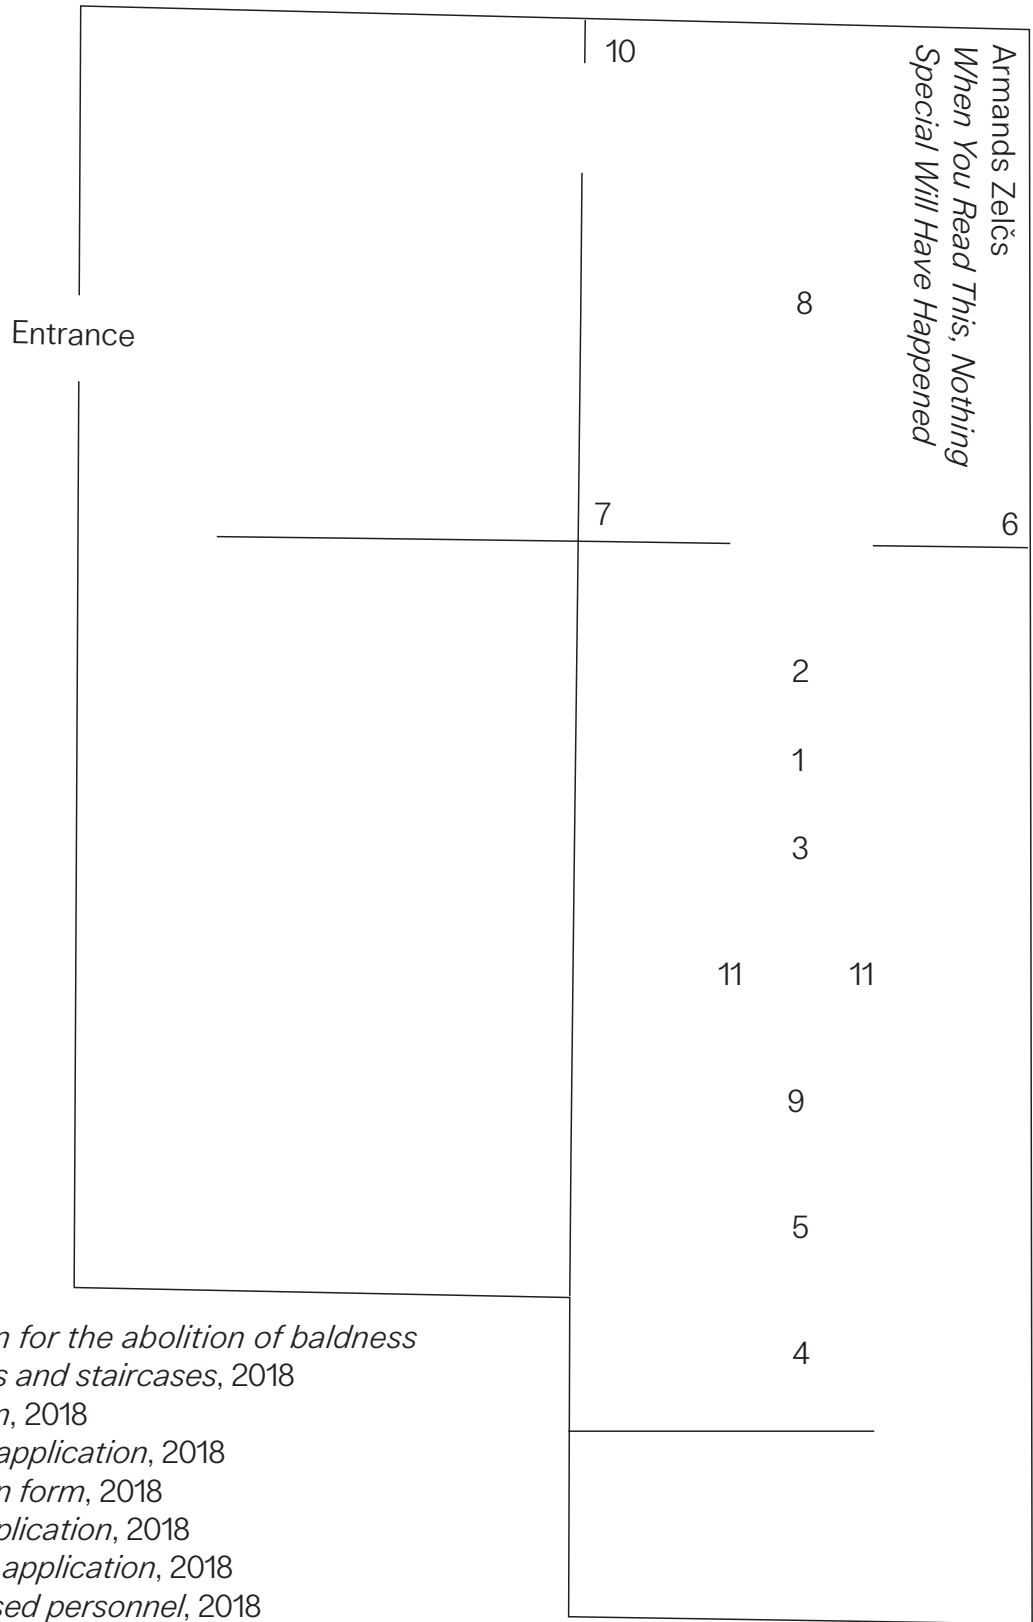 Armands Zelčs
When You Read This, Nothing
Special Will Have Happened
10
8
Entrance
7
6
2
1
3
11 11
9
5
4
for the abolition of baldness
and staircases, 2018
, 2018
application, 2018
form, 2018
, 2018
application, 2018
personnel, 2018